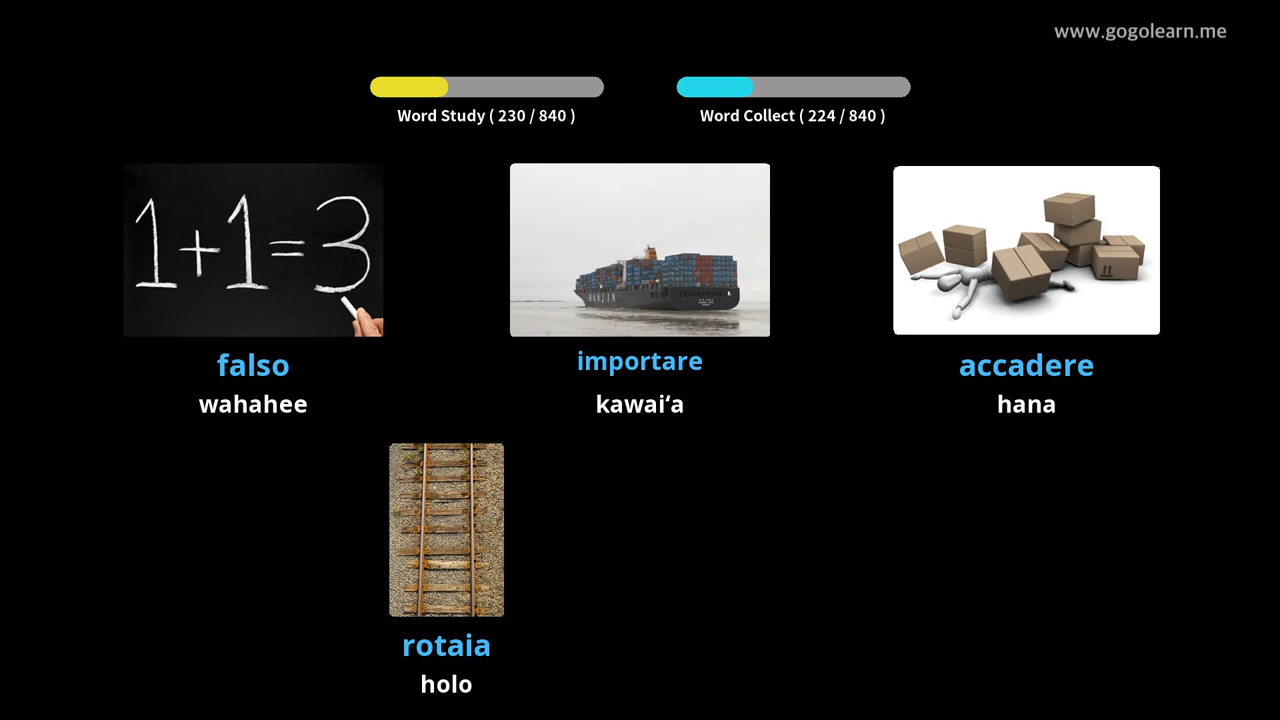 www.gogolearn.me
Word Study ( 230 / 840 )
Word Collect ( 224 / 840 )
1+1=3
HANJIN
falso
importare
accadere
wahahee
kawaiʻa
hana
rotaia
holo